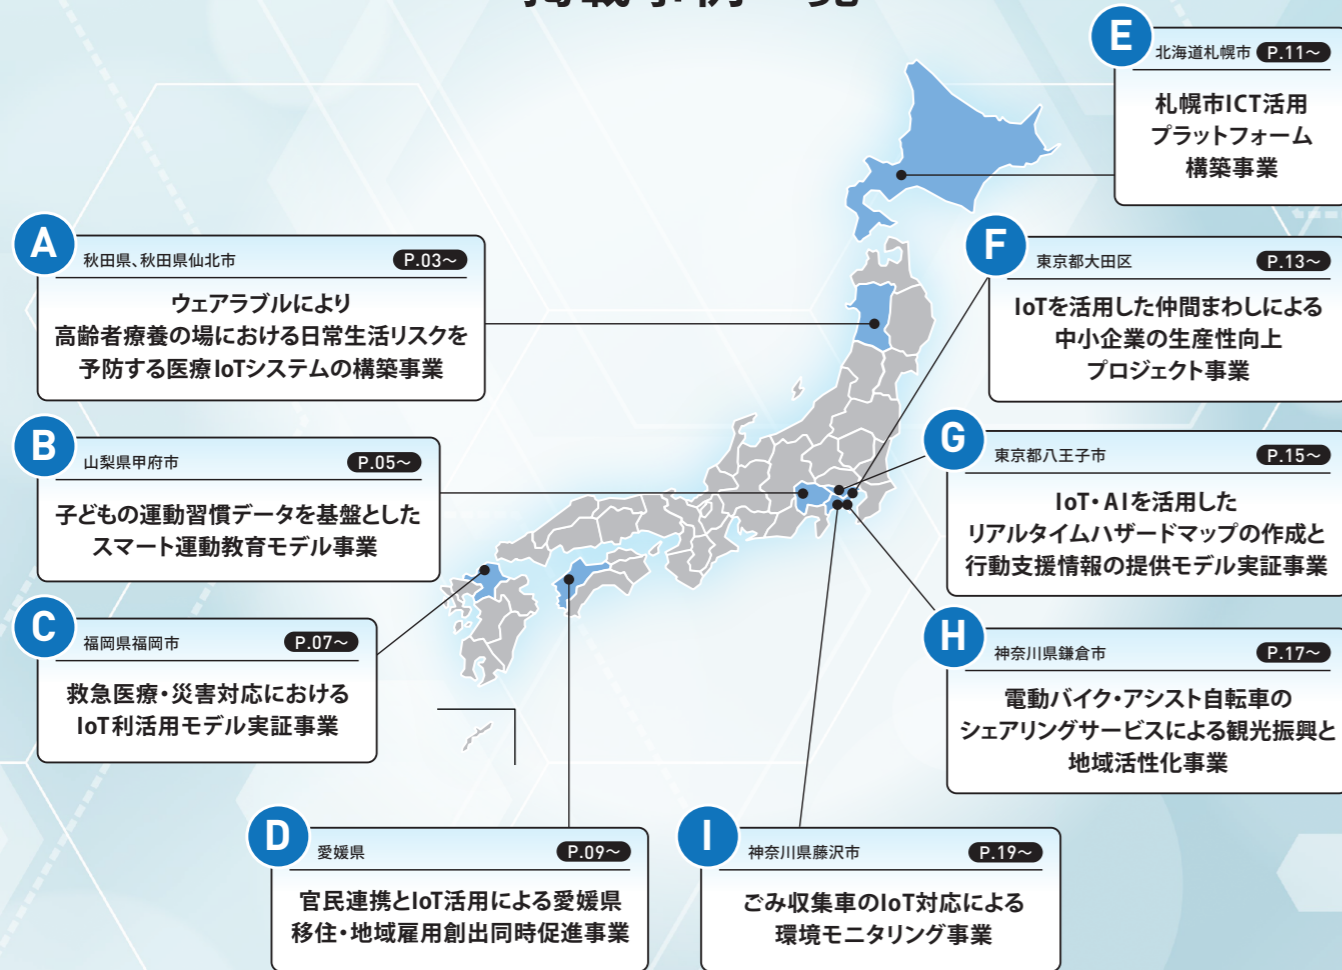 掲載事例一覧
A
秋田県、秋田県仙北市 P.03～
ウェアラブルにより
高齢者療養の場における日常生活リスクを
予防する医療IoTシステムの構築事業
B
山梨県甲府市 P.05～
子どもの運動習慣データを基盤とした
スマート運動教育モデル事業
C
福岡県福岡市 P.07～
救急医療・災害対応における
IoT利活用モデル実証事業
D
愛媛県 P.09～
官民連携とIoT活用による愛媛県
移住・地域雇用創出同時促進事業
E
北海道札幌市 P.11～
札幌市ICT活用
プラットフォーム
構築事業
F
東京都大田区 P.13～
IoTを活用した仲間まわしによる
中小企業の生産性向上
プロジェクト事業
G
東京都八王子市 P.15～
IoT・AIを活用した
リアルタイムハザードマップの作成と
行動支援情報の提供モデル実証事業
H
神奈川県鎌倉市 P.17～
電動バイク・アシスト自転車の
シェアリングサービスによる観光振興と
地域活性化事業
I
神奈川県藤沢市 P.19～
ごみ収集車のIoT対応による
環境モニタリング事業